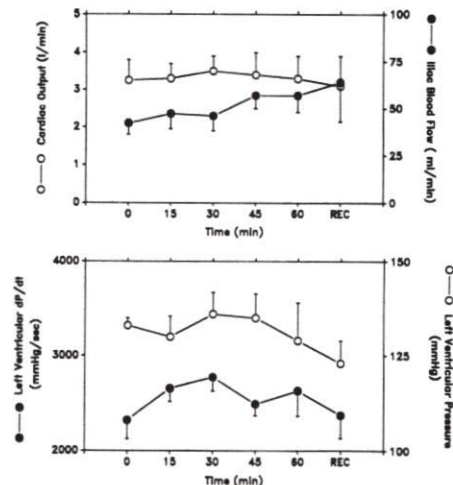 ○—○ Cardiac Output (l/min)
5
4
3
2
1
0
100
75
50
25
0
●—● Iliac Blood Flow ( ml/min)
0 15 30 45 60 REC
Time (min)
●—● Left Ventricular dP/dt
(mmHg/sec)
4000
3000
2000
150
125
100
○—○ Left Ventricular Pressure
(mmHg)
0 15 30 45 60 REC
Time (min)